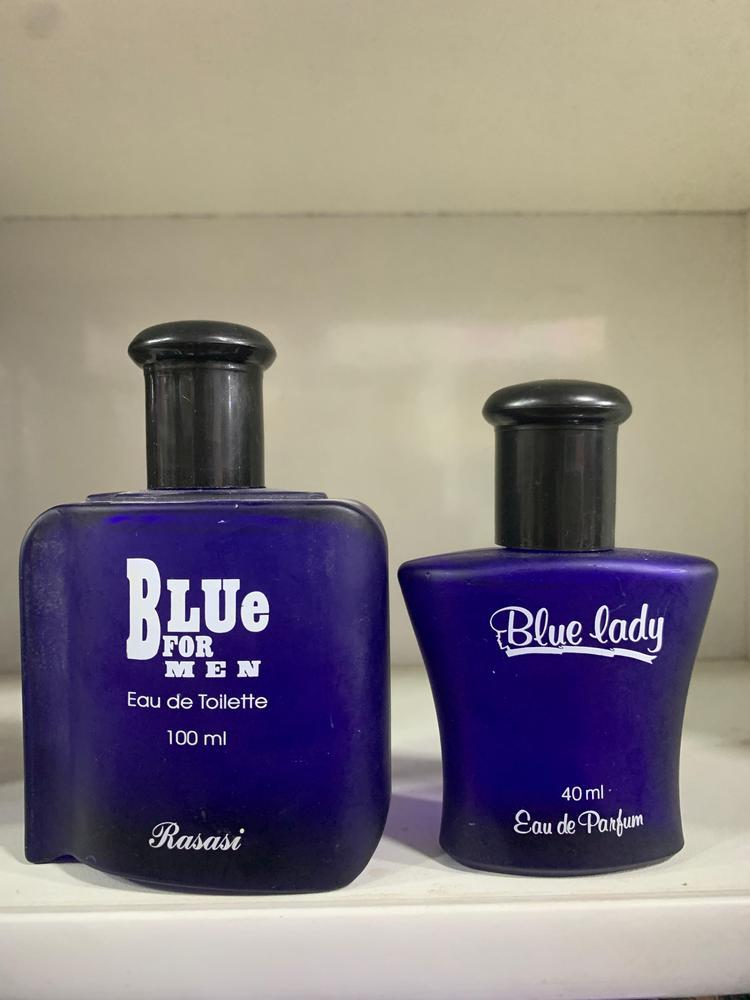 BLUe
FOR
MEN
Eau de Toilette
100 ml
Rasasi
Blue lady
40 ml
Eau de Parfum